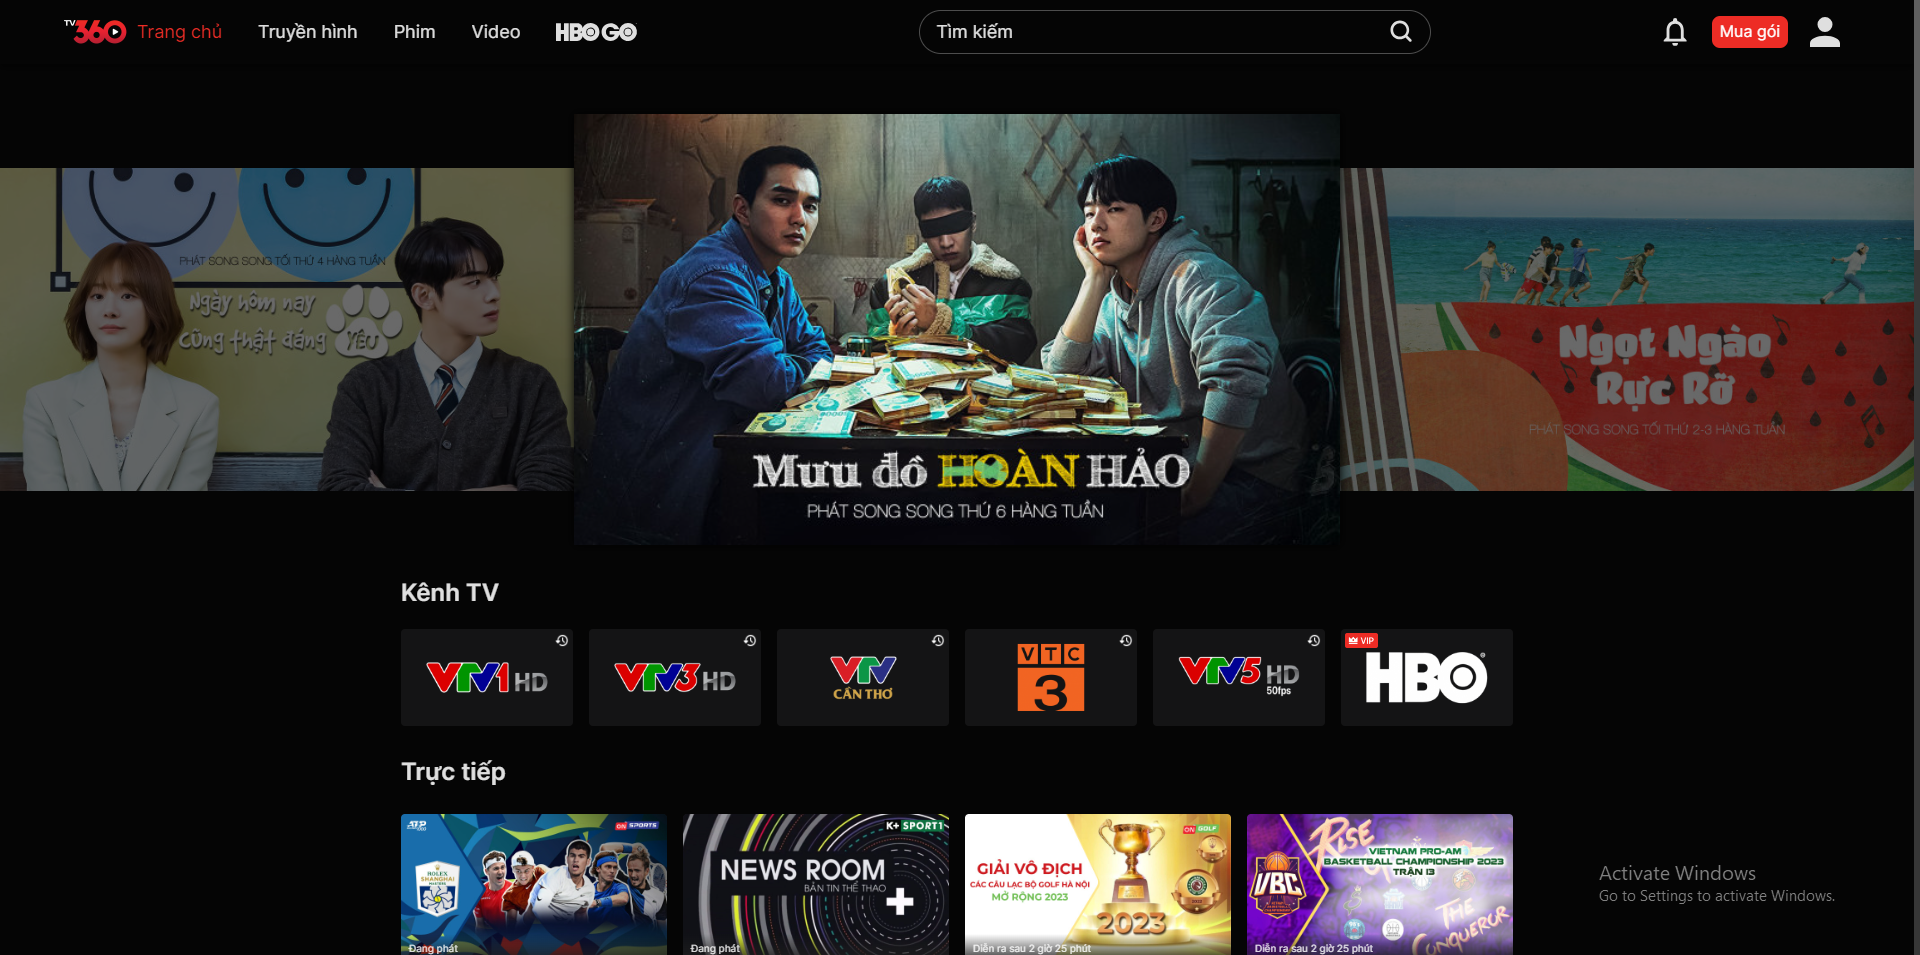 TV360
Trang chủ
Truyền hình
Phim
Video
HBO GO
Tìm kiếm
Mua gói
PHÁT SONG SONG TỐI THỨ 4 HÀNG TUẦN
Ngày hôm nay
Cũng thật đáng YÊU
Mưu đồ HOÀN HẢO
PHÁT SONG SONG THỨ 6 HÀNG TUẦN
Ngọt Ngào
Rực Rỡ
PHÁT SONG SONG TỐI THỨ 2-3 HÀNG TUẦN
Kênh TV
VTV1 HD
VTV3 HD
VTV
CẦN THƠ
VTC
3
VTV5 HD
50fps
VIP
HBO
Trực tiếp
ATP
ON SPORTS
ROLEX
SHANGHAI
MASTERS
Đang phát
K+ SPORT1
NEWS ROOM
BẢN TIN THỂ THAO
+
Đang phát
ON GOLF
GIẢI VÔ ĐỊCH
CÁC CÂU LẠC BỘ GOLF HÀ NỘI
MỞ RỘNG 2023
2023
Diễn ra sau 2 giờ 25 phút
RISE OF
VIETNAM PRO-AM
BASKETBALL CHAMPIONSHIP 2023
TRẬN 13
VBC
THE
CONQUEROR
Diễn ra sau 2 giờ 25 phút
Activate Windows
Go to Settings to activate Windows.